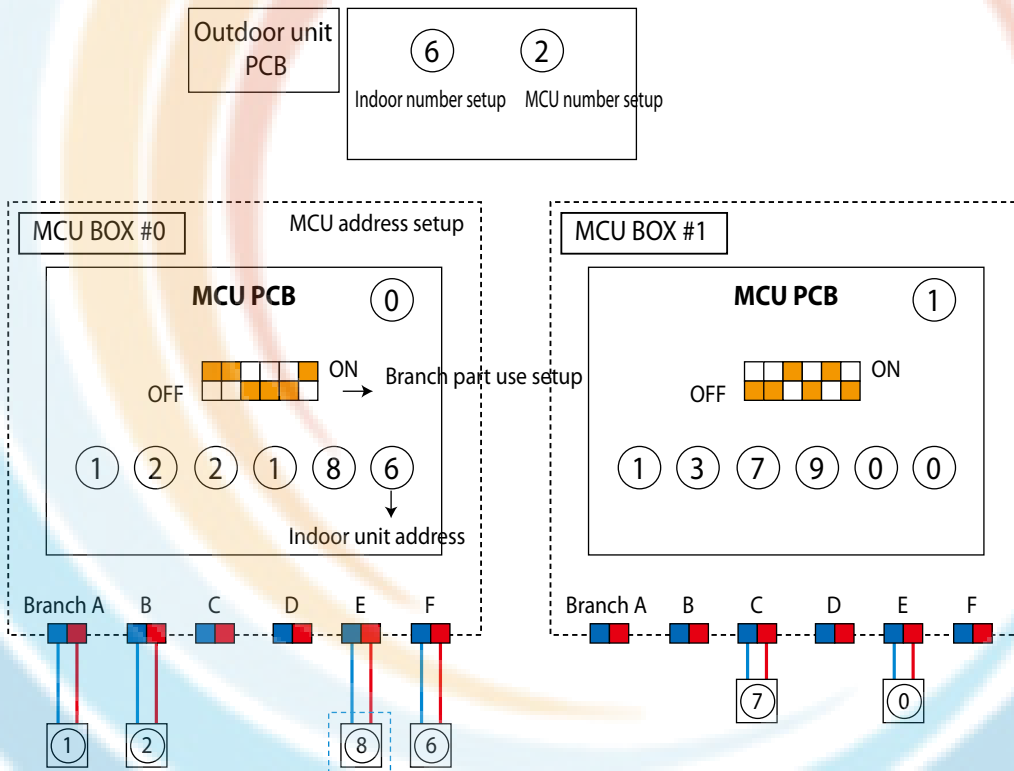 Outdoor unit
PCB
6 2
Indoor number setup MCU number setup
MCU BOX #0
MCU address setup
MCU PCB 0
ON
OFF
Branch part use setup
1 2 2 1 8 6
Indoor unit address
Branch A B C D E F
1 2 8 6
MCU BOX #1
MCU PCB 1
ON
OFF
1 3 7 9 0 0
Branch A B C D E F
7 0